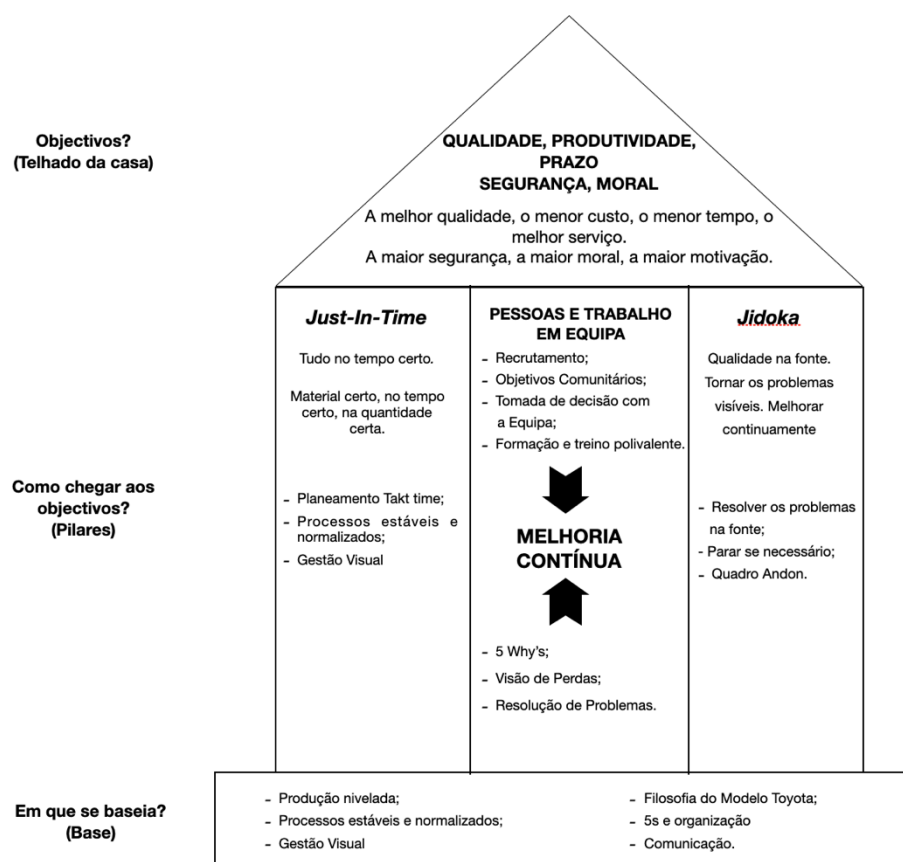 Objectivos?
(Telhado da casa)
QUALIDADE, PRODUTIVIDADE,
PRAZO
SEGURANÇA, MORAL
A melhor qualidade, o menor custo, o menor tempo, o
melhor serviço.
A maior segurança, a maior moral, a maior motivação.
Como chegar aos
objectivos?
(Pilares)
Just-In-Time
Tudo no tempo certo.
Material certo, no tempo
certo, na quantidade
certa.
- Planeamento Takt time;
- Processos estáveis e
normalizados;
- Gestão Visual
PESSOAS E TRABALHO
EM EQUIPA
- Recrutamento;
- Objetivos Comunitários;
- Tomada de decisão com
a Equipa;
- Formação e treino polivalente.
MELHORIA
CONTÍNUA
- 5 Why's;
- Visão de Perdas;
- Resolução de Problemas.
Jidoka
Qualidade na fonte.
Tornar os problemas
visíveis. Melhorar
continuamente
- Resolver os problemas
na fonte;
- Parar se necessário;
- Quadro Andon.
Em que se baseia?
(Base)
- Produção nivelada;
- Processos estáveis e normalizados;
- Gestão Visual
- Filosofia do Modelo Toyota;
- 5s e organização
- Comunicação.